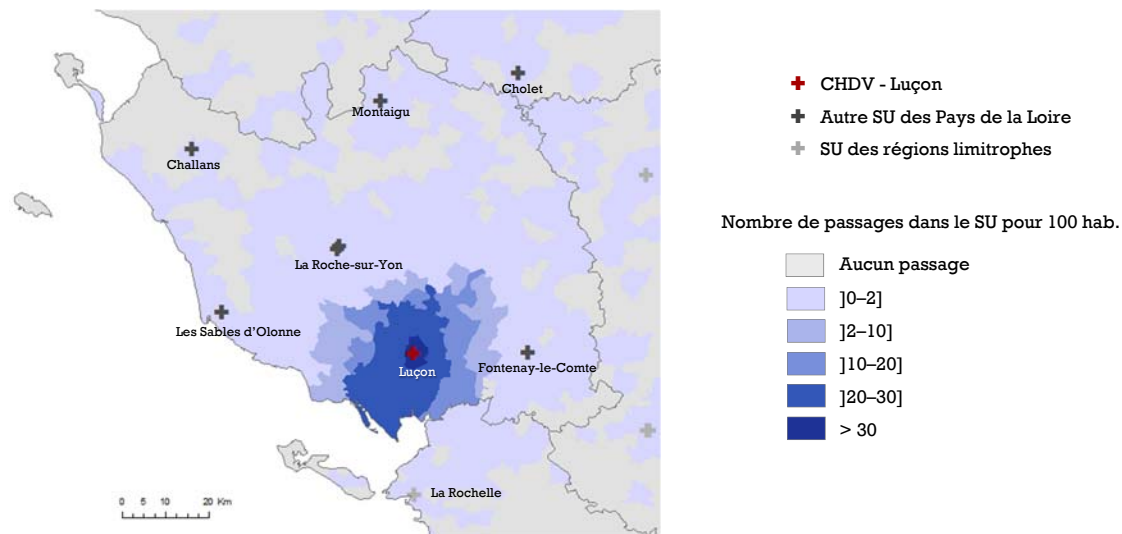 Cholet
Montaigu
Challans
La Roche-sur-Yon
Les Sables d'Olonne
Luçon
Fontenay-le-Comte
La Rochelle
0 5 10 20 Km
CHDV - Luçon
Autre SU des Pays de la Loire
SU des régions limitrophes
Nombre de passages dans le SU pour 100 hab.
Aucun passage
]0–2]
]2–10]
]10–20]
]20–30]
> 30